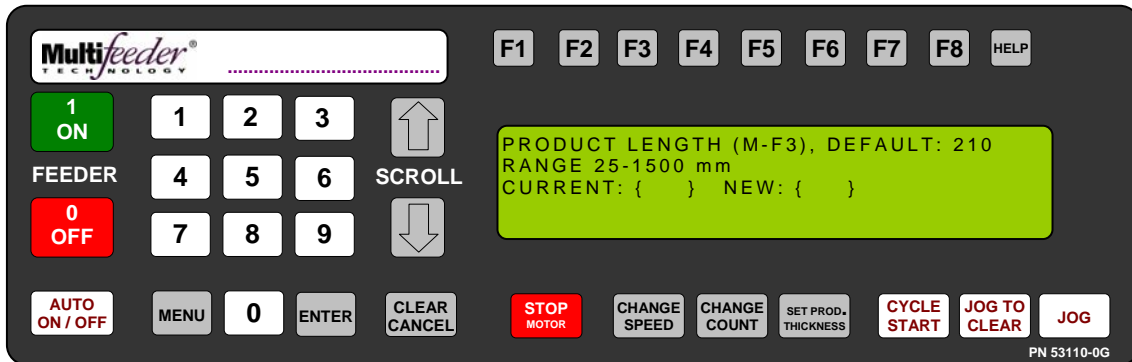 Multifeeder®
TECHNOLOGY
F1 F2 F3 F4 F5 F6 F7 F8 HELP
1
ON
FEEDER
0
OFF
1 2 3
4 5 6
7 8 9
SCROLL
PRODUCT LENGTH (M-F3), DEFAULT: 210
RANGE 25-1500 mm
CURRENT: {    } NEW: {    }
AUTO
ON / OFF
MENU
0
ENTER
CLEAR
CANCEL
STOP
MOTOR
CHANGE
SPEED
CHANGE
COUNT
SET PROD.
THICKNESS
CYCLE
START
JOG TO
CLEAR
JOG
PN 53110-0G